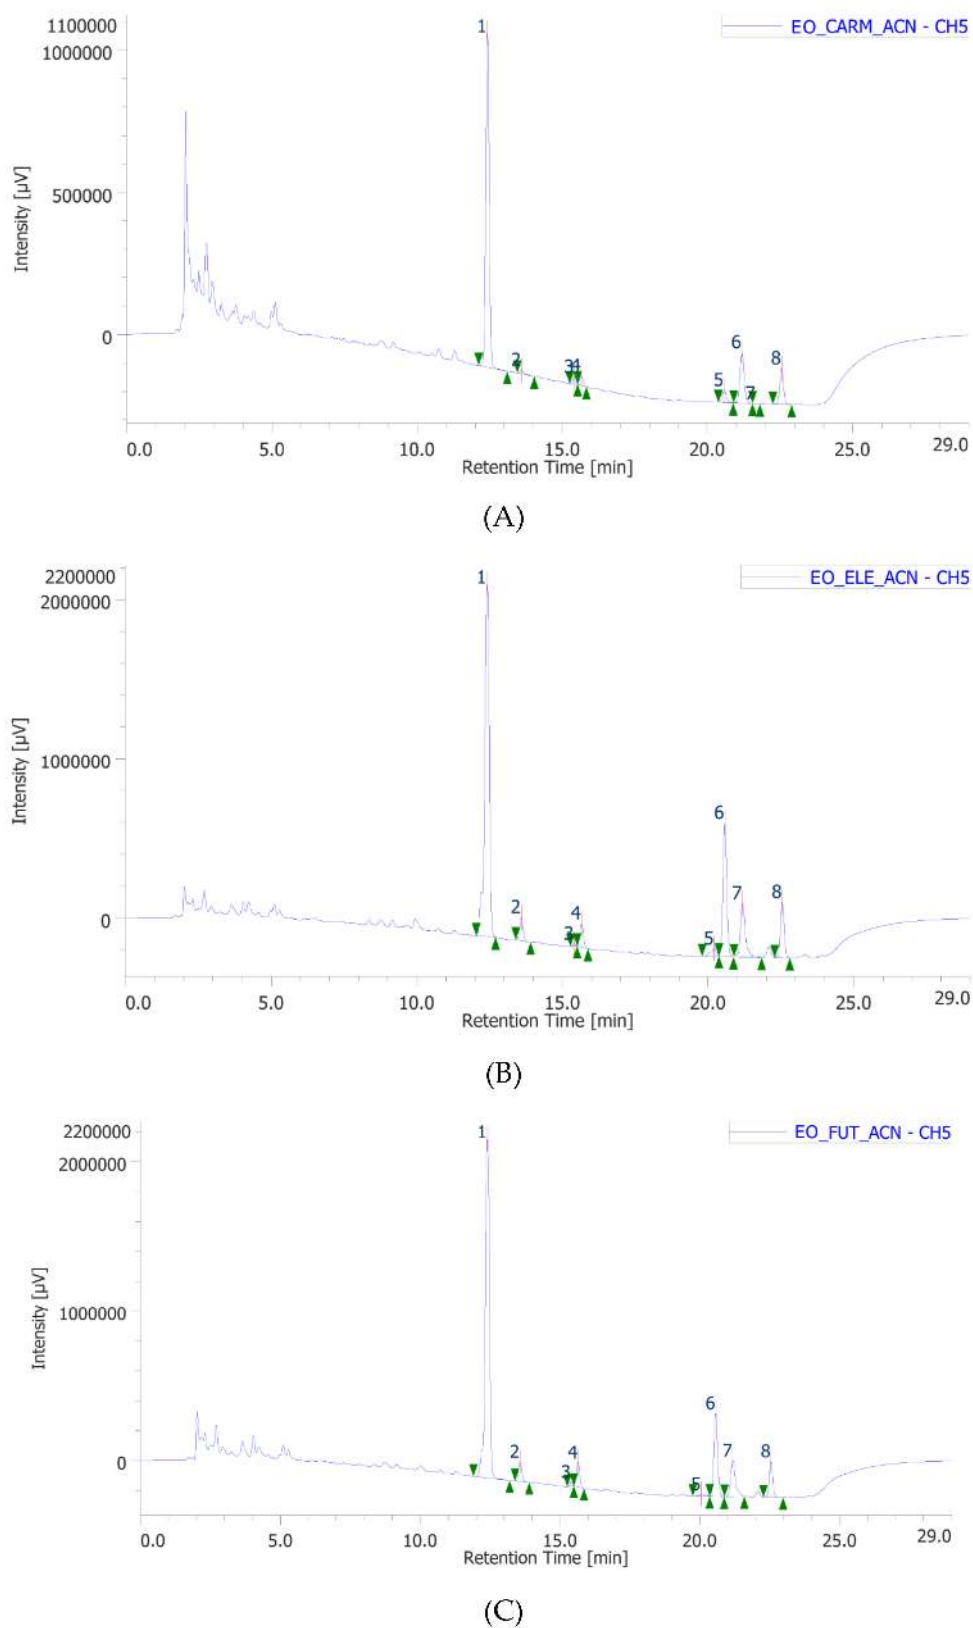 1100000
1000000
500000
0
Intensity [µV]
EO_CARM_ACN - CH5
1
2
3
4
5
6
7
8
0.0 5.0 10.0 15.0 20.0 25.0 29.0
Retention Time [min]
(A)
2200000
2000000
1000000
0
Intensity [µV]
EO_ELE_ACN - CH5
1
2
3
4
5
6
7
8
0.0 5.0 10.0 15.0 20.0 25.0 29.0
Retention Time [min]
(B)
2200000
2000000
1000000
0
Intensity [µV]
EO_FUT_ACN - CH5
1
2
3
4
5
6
7
8
0.0 5.0 10.0 15.0 20.0 25.0 29.0
Retention Time [min]
(C)